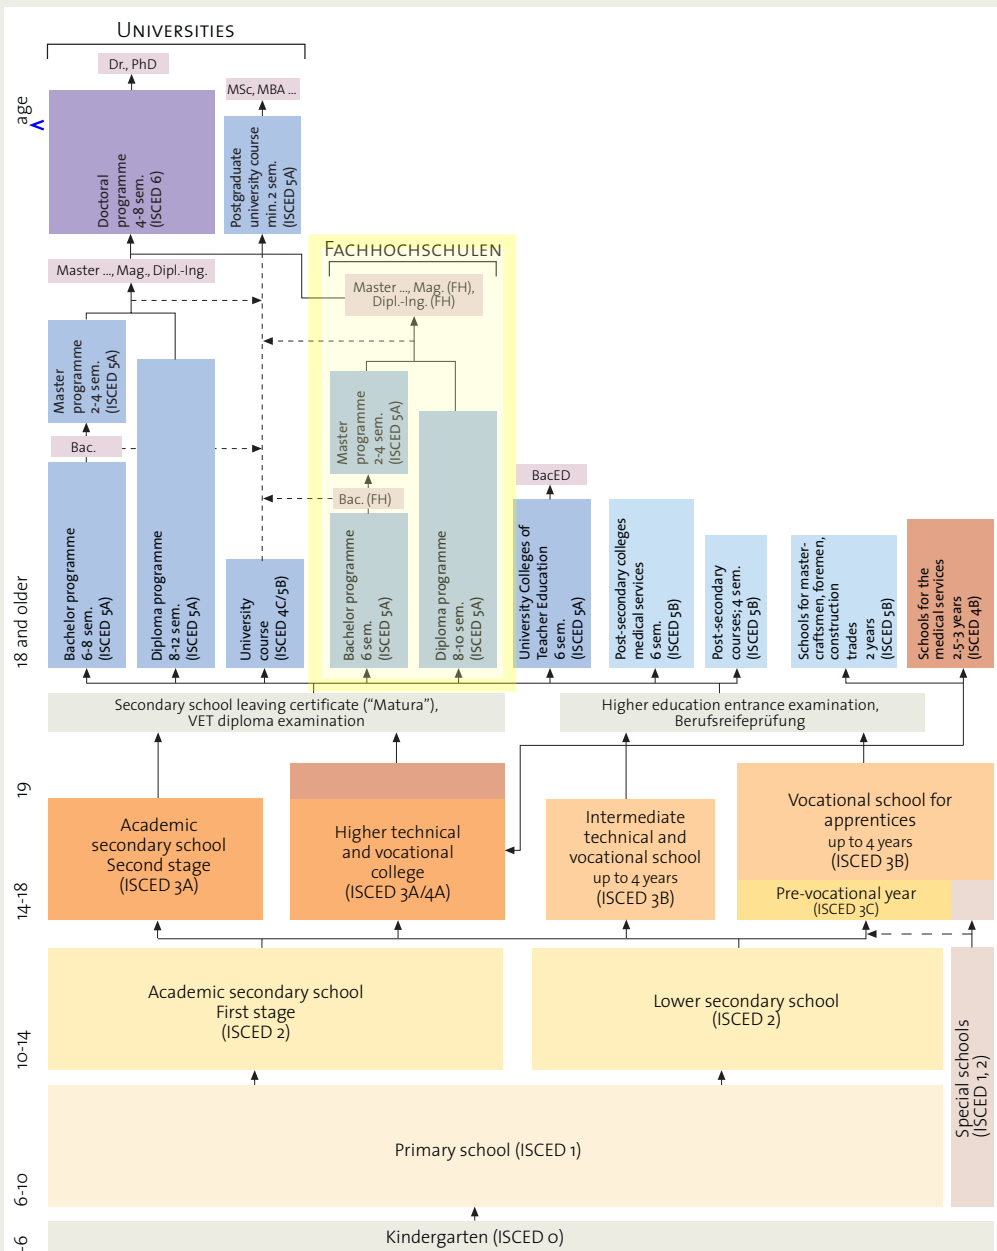 UNIVERSITIES
Dr., PhD
MSc, MBA ...
age
Doctoral
programme
4-8 sem.
(ISCED 6)
Postgraduate
university course
min. 2 sem.
(ISCED 5A)
FACHHOCHSCHULEN
Master ..., Mag., Dipl.-Ing.
Master ..., Mag. (FH),
Dipl.-Ing. (FH)
Master
programme
2-4 sem.
(ISCED 5A)
Master
programme
2-4 sem.
(ISCED 5A)
Bac.
Bac. (FH)
BacED
18 and older
Bachelor programme
6-8 sem.
(ISCED 5A)
Diploma programme
8-12 sem.
(ISCED 5A)
University
course
(ISCED 4C/5B)
Bachelor programme
6 sem.
(ISCED 5A)
Diploma programme
8-10 sem.
(ISCED 5A)
University Colleges of
Teacher Education
6 sem.
(ISCED 5A)
Post-secondary colleges
medical services
6 sem.
(ISCED 5B)
Post-secondary
courses; 4 sem.
(ISCED 5B)
Schools for master-
craftsmen, foremen,
construction
trades
2 years
(ISCED 5B)
Schools for the
medical services
2.5-3 years
(ISCED 4B)
Secondary school leaving certificate (“Matura”),
VET diploma examination
Higher education entrance examination,
Berufsreifeprüfung
19
14-18
Academic
secondary school
Second stage
(ISCED 3A)
Higher technical
and vocational
college
(ISCED 3A/4A)
Intermediate
technical and
vocational school
up to 4 years
(ISCED 3B)
Vocational school for
apprentices
up to 4 years
(ISCED 3B)
Pre-vocational year
(ISCED 3C)
10-14
Academic secondary school
First stage
(ISCED 2)
Lower secondary school
(ISCED 2)
Special schools
(ISCED 1, 2)
6-10
Primary school (ISCED 1)
-6
Kindergarten (ISCED 0)